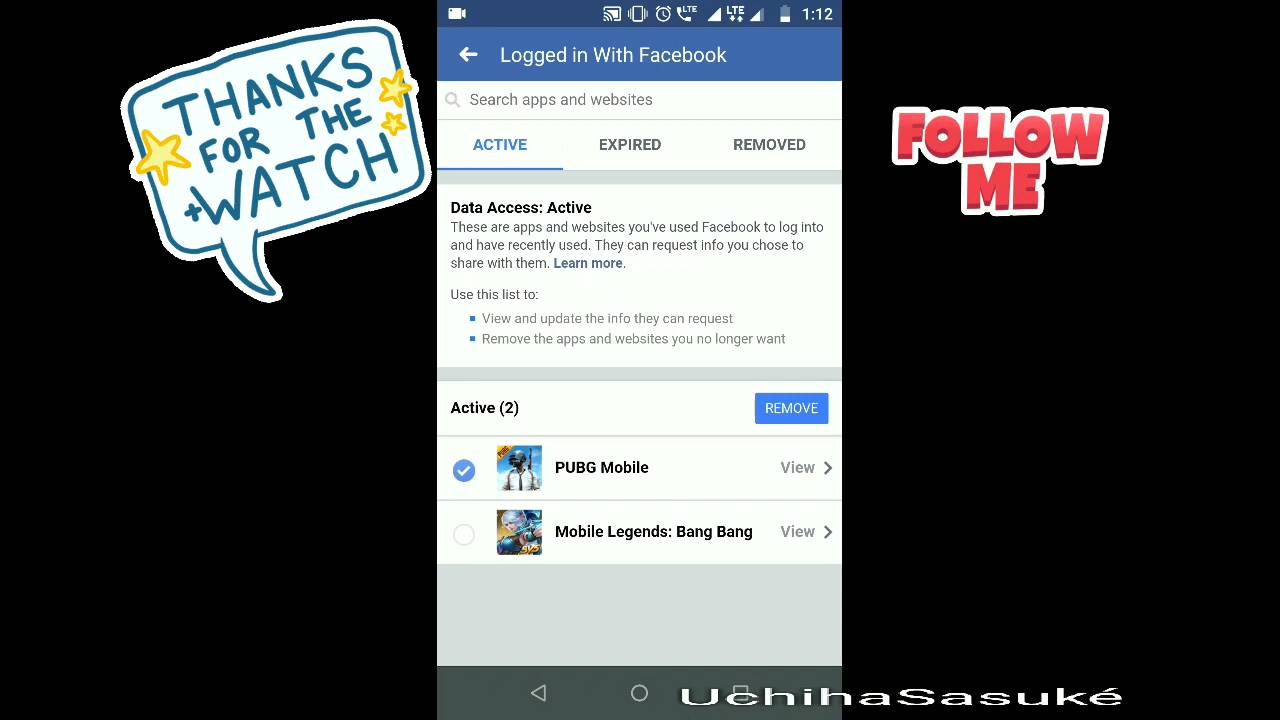 THANKS
FOR THE
WATCH
LTE LTE 1:12
Logged in With Facebook
Search apps and websites
ACTIVE EXPIRED REMOVED
Data Access: Active
These are apps and websites you've used Facebook to log into
and have recently used. They can request info you chose to
share with them. Learn more.
Use this list to:
View and update the info they can request
Remove the apps and websites you no longer want
Active (2) REMOVE
PUBG
PUBG Mobile View
5V5
Mobile Legends: Bang Bang View
FOLLOW
ME
UchihaSasuké